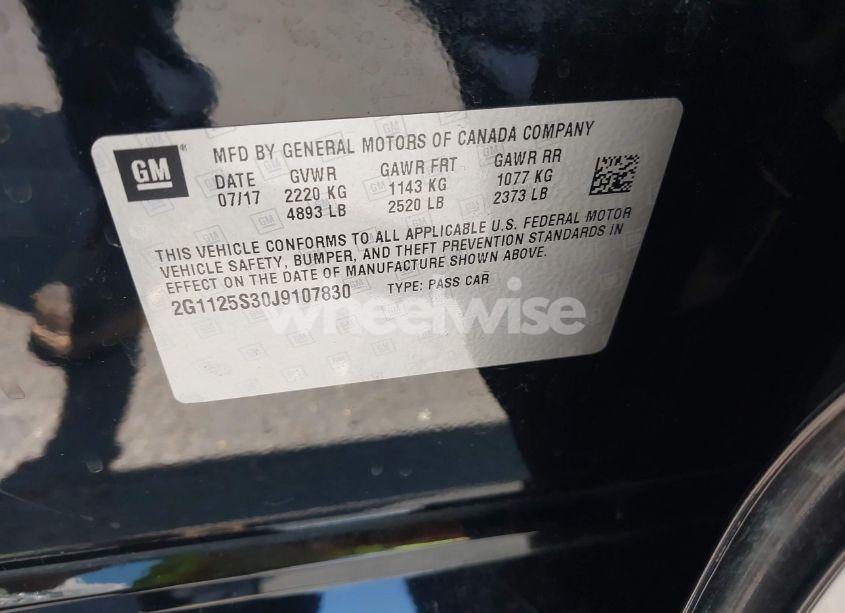 GM
MFD BY GENERAL MOTORS OF CANADA COMPANY
DATE GVWR GAWR FRT GAWR RR
07/17 2220 KG 1143 KG 1077 KG
4893 LB 2520 LB 2373 LB
THIS VEHICLE CONFORMS TO ALL APPLICABLE U.S. FEDERAL MOTOR
VEHICLE SAFETY, BUMPER, AND THEFT PREVENTION STANDARDS IN
EFFECT ON THE DATE OF MANUFACTURE SHOWN ABOVE.
2G1125S30J9107830 TYPE: PASS CAR
wheelwise